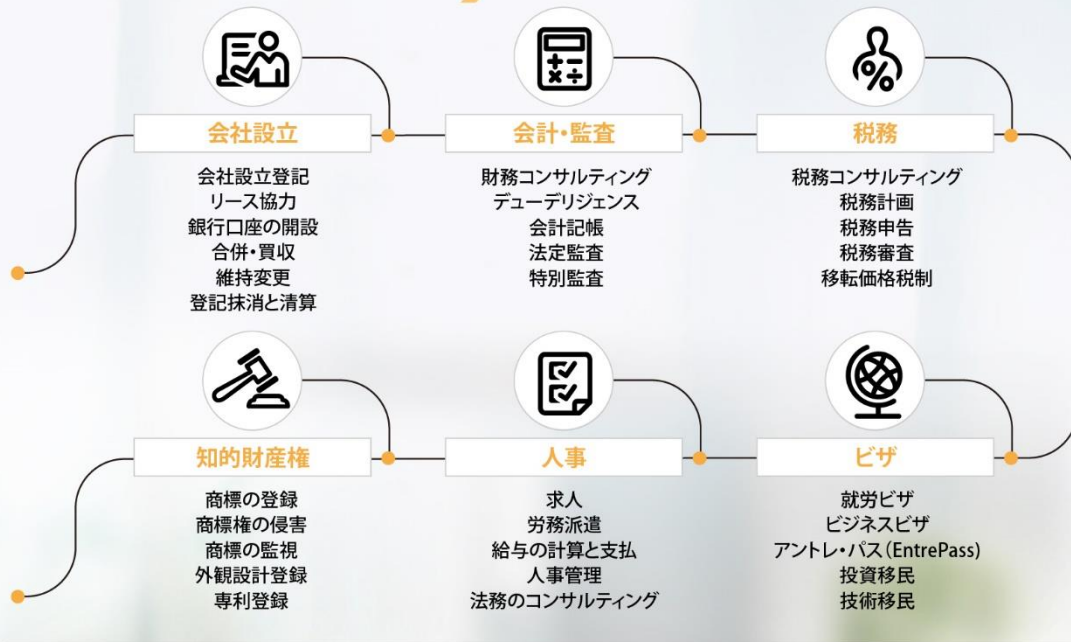 会社設立
会社設立登記
リース協力
銀行口座の開設
合併・買収
維持変更
登記抹消と清算
会計・監査
財務コンサルティング
デューデリジェンス
会計記帳
法定監査
特別監査
税務
税務コンサルティング
税務計画
税務申告
税務審査
移転価格税制
知的財産権
商標の登録
商標権の侵害
商標の監視
外観設計登録
専利登録
人事
求人
労務派遣
給与の計算と支払
人事管理
法務のコンサルティング
ビザ
就労ビザ
ビジネスビザ
アントレ・パス(EntrePass)
投資移民
技術移民